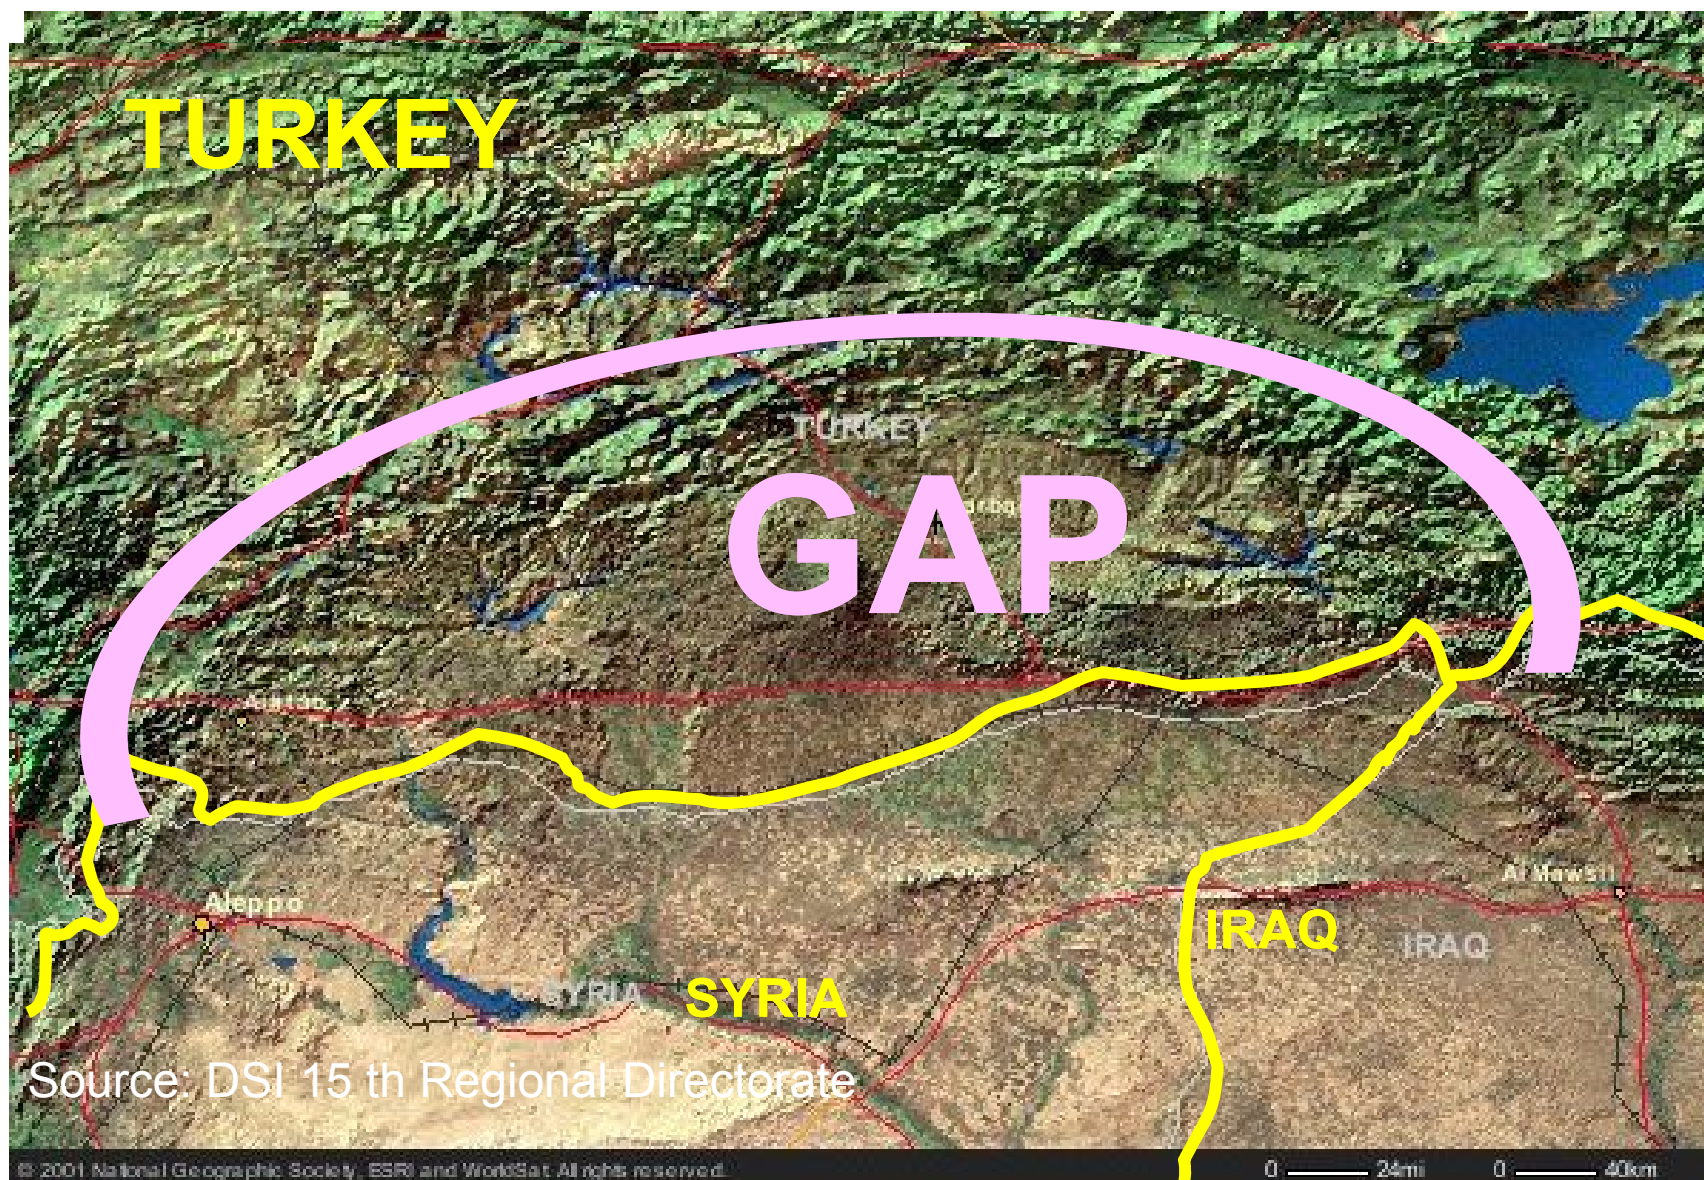 TURKEY
TURKEY
GAP
Aleppo
Al Mawsil
IRAQ
IRAQ
SYRIA
SYRIA
Source: DSI 15 th Regional Directorate
© 2001 National Geographic Society, ESRI and WorldSat. All rights reserved.
0 24mi 0 40km